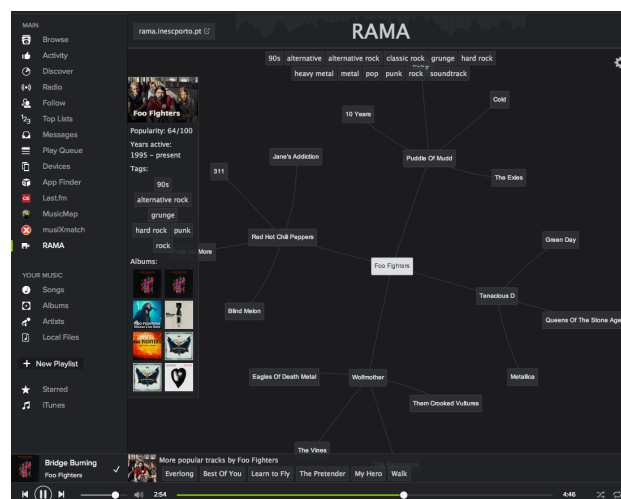 MAIN
Browse
Activity
Discover
Radio
Follow
Top Lists
Messages
Play Queue
Devices
App Finder
Last.fm
MusicMap
musiXmatch
RAMA
YOUR MUSIC
Songs
Albums
Artists
Local Files
+ New Playlist
Starred
iTunes
Bridge Burning
Foo Fighters
rama.inescporto.pt
RAMA
90s alternative alternative rock classic rock grunge hard rock
heavy metal metal pop punk rock soundtrack
Foo Fighters
Popularity: 64/100
Years active:
1995 – present
Tags:
90s
alternative rock
grunge
hard rock punk
rock
Albums:
Cold
10 Years
Puddle Of Mudd
Jane's Addiction
311
The Exies
Red Hot Chili Peppers
Green Day
More
Foo Fighters
Tenacious D
Blind Melon
Queens Of The Stone Age
Eagles Of Death Metal
Wolfmother
Metallica
Them Crooked Vultures
The Vines
More popular tracks by Foo Fighters
Everlong Best Of You Learn to Fly The Pretender My Hero Walk
2:54
4:46